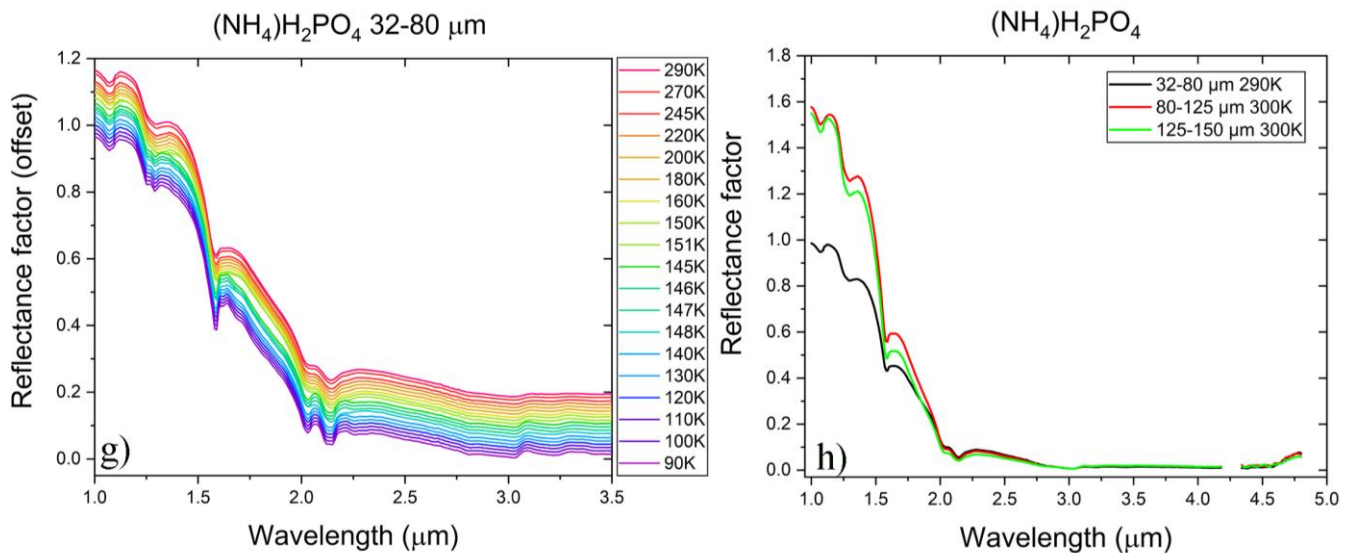 (NH₄)H₂PO₄ 32-80 μm
Reflectance factor (offset)
1.2
1.0
0.8
0.6
0.4
0.2
0.0
g)
1.0 1.5 2.0 2.5 3.0 3.5
Wavelength (μm)
290K
270K
245K
220K
200K
180K
160K
150K
151K
145K
146K
147K
148K
140K
130K
120K
110K
100K
90K
(NH₄)H₂PO₄
Reflectance factor
1.8
1.6
1.4
1.2
1.0
0.8
0.6
0.4
0.2
0.0
32-80 μm 290K
80-125 μm 300K
125-150 μm 300K
h)
1.0 1.5 2.0 2.5 3.0 3.5 4.0 4.5 5.0
Wavelength (μm)